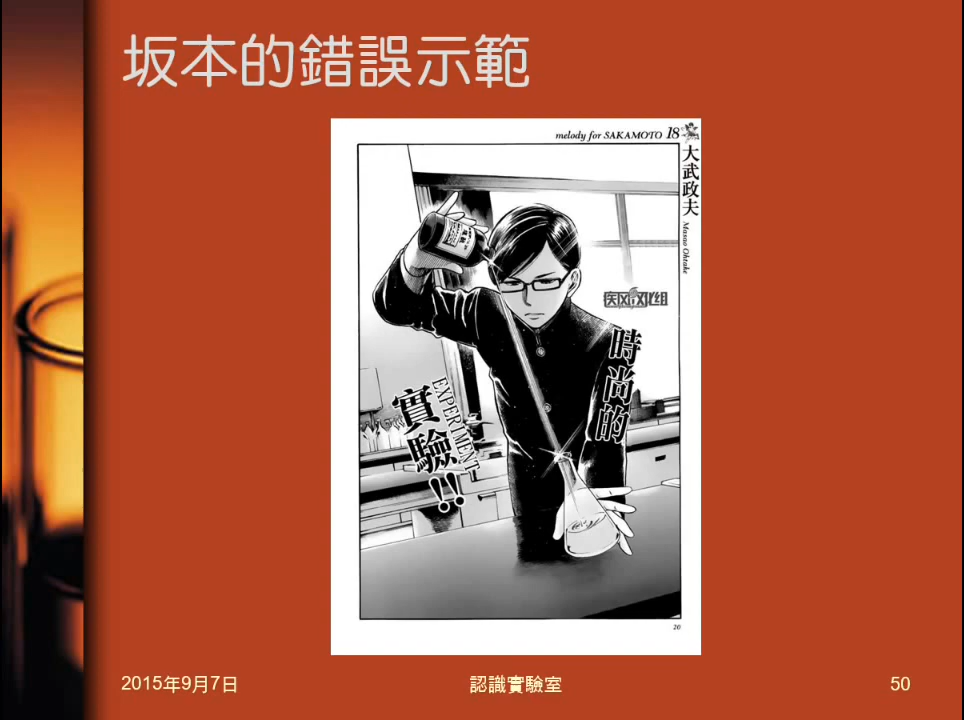 坂本的錯誤示範
melody for SAKAMOTO 18
大武政夫
Masao Ohtake
時尚的
EXPERIMENT
實驗!!
20
2015年9月7日
認識實驗室
50